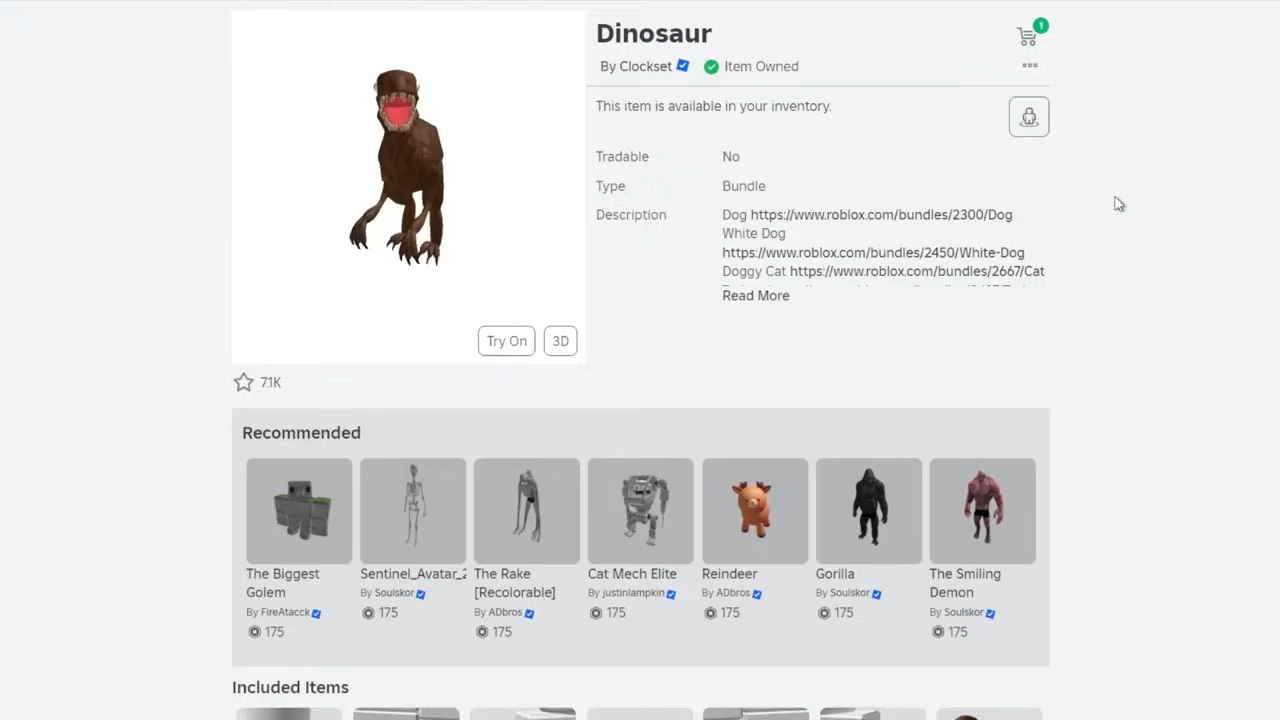 Dinosaur
1
By Clockset
Item Owned
This item is available in your inventory.
Tradable No
Type Bundle
Description Dog https://www.roblox.com/bundles/2300/Dog
White Dog
https://www.roblox.com/bundles/2450/White-Dog
Doggy Cat https://www.roblox.com/bundles/2667/Cat
Read More
Try On 3D
7.1K
Recommended
The Biggest
Golem
By FireAtacck
175
Sentinel_Avatar_2
By Soulskor
175
The Rake
[Recolorable]
By ADbros
175
Cat Mech Elite
By justinlampkin
175
Reindeer
By ADbros
175
Gorilla
By Soulskor
175
The Smiling
Demon
By Soulskor
175
Included Items